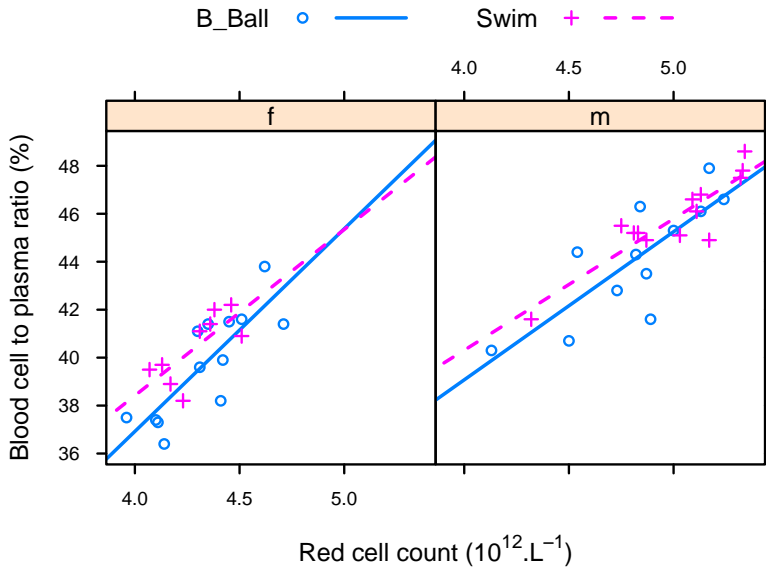 B_Ball Swim
4.0 4.5 5.0
f m
48
46
44
42
40
38
36
4.0 4.5 5.0
Blood cell to plasma ratio (%)
Red cell count (10¹².L⁻¹)